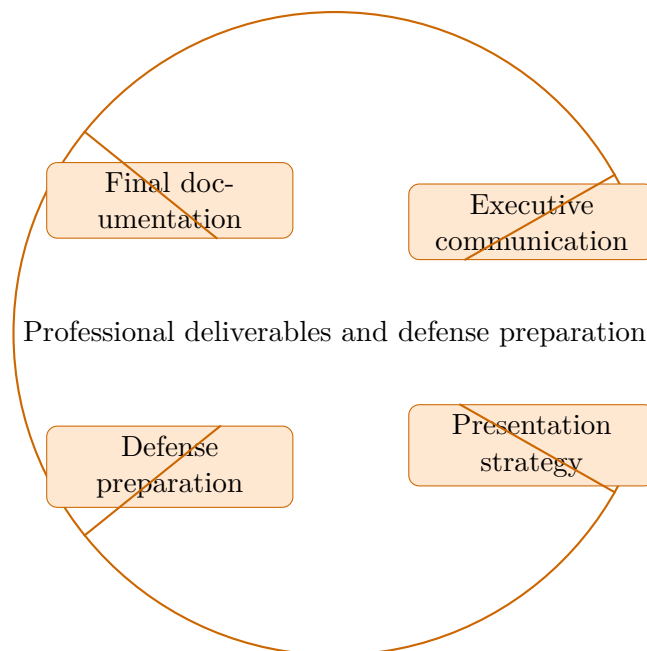 Final doc-
umentation
Executive
communication
Professional deliverables and defense preparation
Defense
preparation
Presentation
strategy